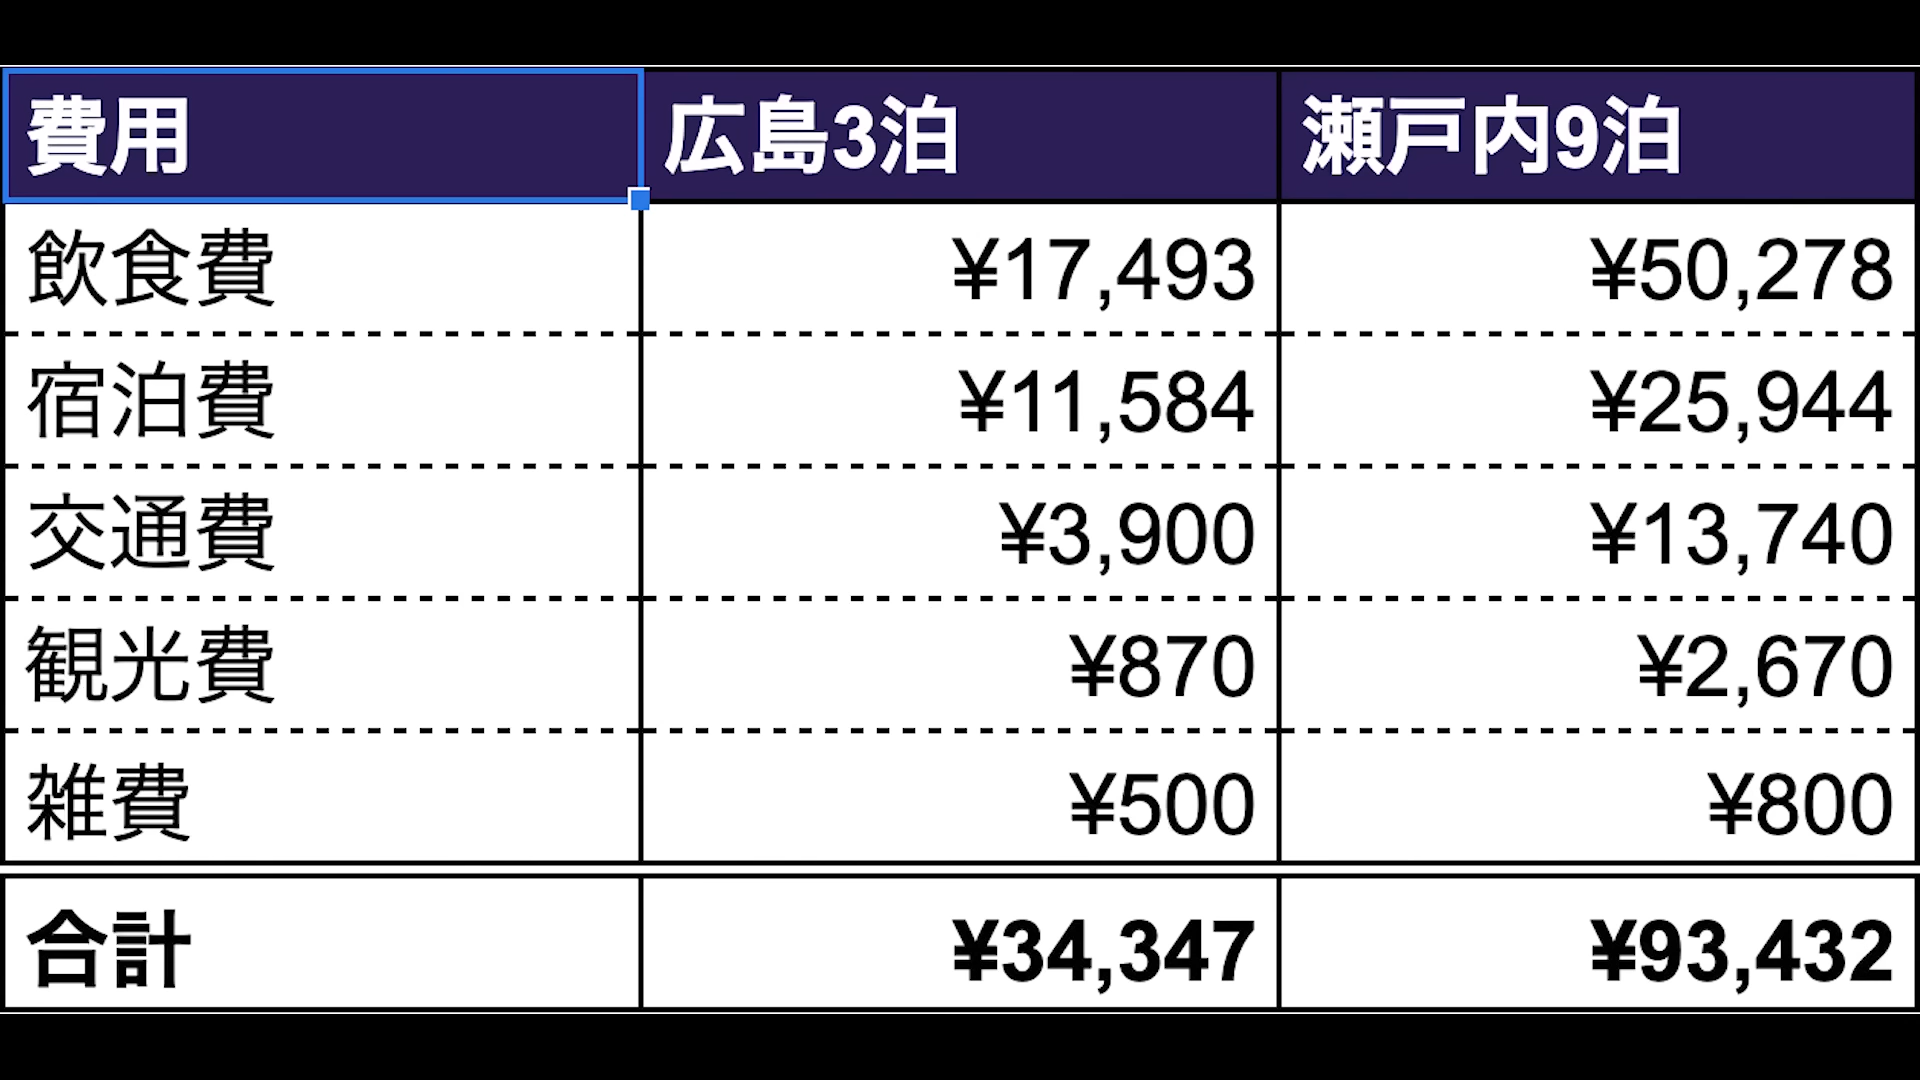 費用 広島3泊 瀬戸内9泊
飲食費 ¥17,493 ¥50,278
宿泊費 ¥11,584 ¥25,944
交通費 ¥3,900 ¥13,740
観光費 ¥870 ¥2,670
雑費 ¥500 ¥800
合計 ¥34,347 ¥93,432